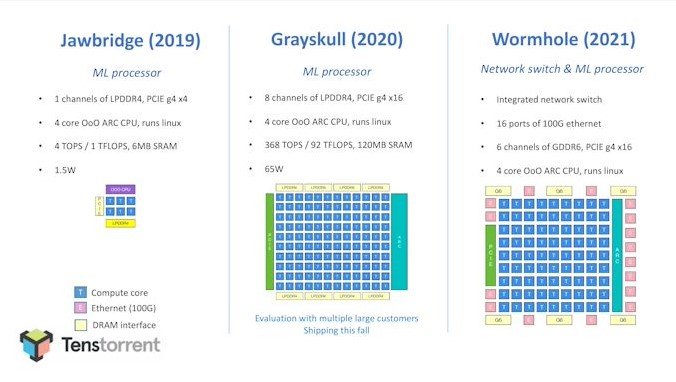 Jawbridge (2019)
ML processor
• 1 channels of LPDDR4, PCIE g4 x4
• 4 core OoO ARC CPU, runs linux
• 4 TOPS / 1 TFLOPS, 6MB SRAM
• 1.5W
OOO CPU
PCIE
T T T
T T T
LPDDR4
Grayskull (2020)
ML processor
• 8 channels of LPDDR4, PCIE g4 x16
• 4 core OoO ARC CPU, runs linux
• 368 TOPS / 92 TFLOPS, 120MB SRAM
• 65W
LPDDR4 LPDDR4 LPDDR4 LPDDR4
PCIE
ARC
LPDDR4 LPDDR4 LPDDR4 LPDDR4
Evaluation with multiple large customers
Shipping this fall
Wormhole (2021)
Network switch & ML processor
• Integrated network switch
• 16 ports of 100G ethernet
• 6 channels of GDDR6, PCIE g4 x16
• 4 core OoO ARC CPU, runs linux
G6 E G6 E G6
PCIE
ARC
G6 E G6 E G6
T Compute core
E Ethernet (100G)
DRAM interface
Tenstorrent